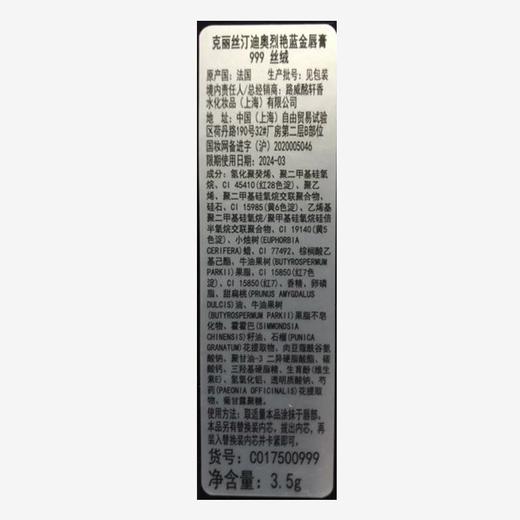 克丽丝汀迪奥烈艳蓝金唇膏
999 丝绒
原产国：法国 生产批号：见包装
境内责任人/总经销商：路威酩轩香
水化妆品（上海）有限公司
地 址：中国（上海）自由贸易试验
区荷丹路190号32#厂房第二层B部位
国妆网备进字（沪）2020005046
限期使用日期：2024-03
成分：氢化聚癸烯、聚二甲基硅氧
烷、CI 45410(红28色淀)、聚乙
烯、聚二甲基硅氧烷交联聚合物、
硅石、CI 15985(黄6色淀)、乙烯基聚
二甲基硅氧烷/聚甲基硅氧烷硅倍
半氧烷交联聚合物、CI 19140(黄5
色淀)、小烛树(EUPHORBIA
CERIFERA)蜡、CI 77492、棕榈酸乙
基己酯、牛油果树(BUTYROSPERMUM
PARKII)果脂、CI 15850(红7色
淀)、CI 15850(红7)、香精、卵磷
脂、甜扁桃(PRUNUS AMYGDALUS
DULCIS)油、牛油果树
(BUTYROSPERMUM PARKII)果脂不皂
化物、霍霍巴(SIMMONDSIA
CHINENSIS)籽油、石榴(PUNICA
GRANATUM)花提取物、肉豆蔻酰谷氨
酸钠、聚甘油-3 二异硬脂酸酯、碳
酸钙、三羟基硬脂精、生育酚(维生
素E)、氢氧化铝、透明质酸钠、芍
药(PAEONIA OFFICINALIS)花提取
物、葡甘露聚糖。
使用方法：取适量本品涂抹于唇部。
本品另有替换装内芯，拔出内芯，再
装入替换装内芯并卡紧即可。
货号：C017500999
净含量：3.5g